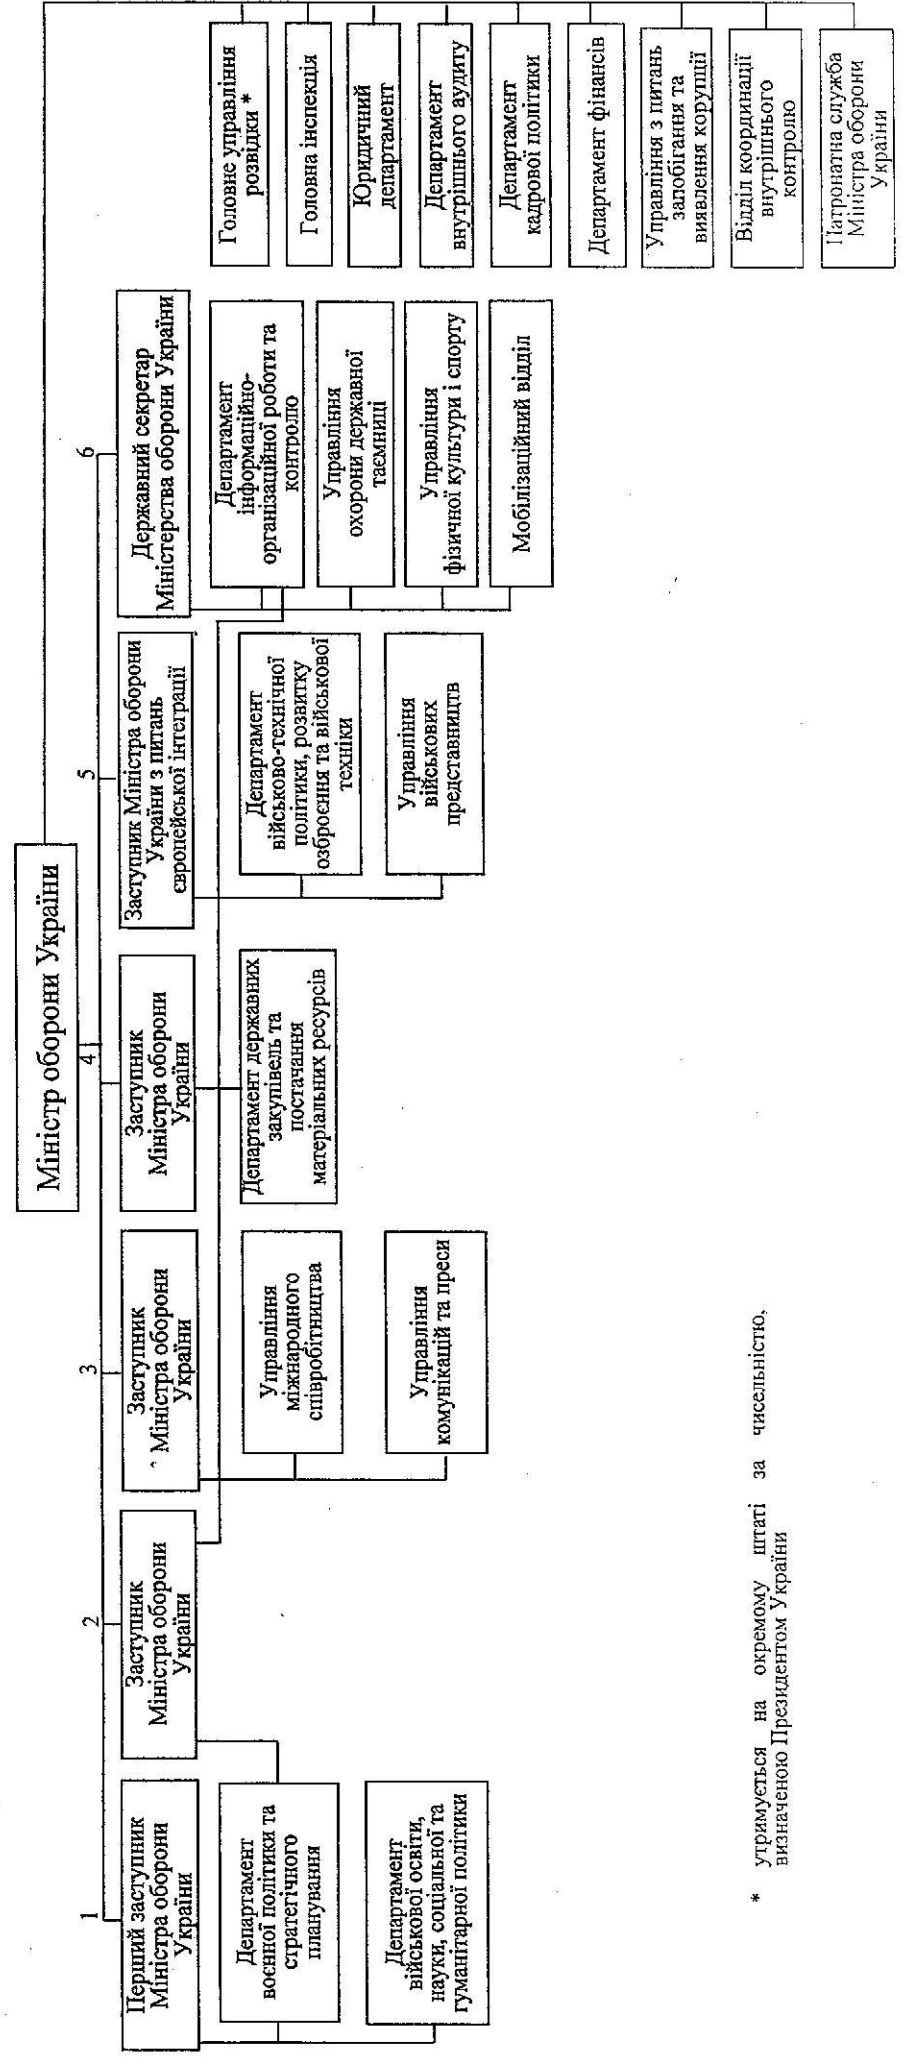 Міністр оборони України
1
Перший заступник
Міністра оборони
України
Департамент
воєнної політики та
стратегічного
планування
Департамент
військової освіти,
науки, соціальної та
гуманітарної політики
2
Заступник
Міністра оборони
України
3
Заступник
Міністра оборони
України
Управління
міжнародного
співробітництва
Управління
комунікацій та преси
4
Заступник
Міністра оборони
України
Департамент державних
закупівель та
постачання
матеріальних ресурсів
5
Заступник Міністра оборони
України з питань
європейської інтеграції
Департамент
військово-технічної
політики, розвитку
озброєння та військової
техніки
Управління
військових
представництв
6
Державний секретар
Міністерства оборони України
Департамент
інформаційно-
організаційної роботи та
контролю
Управління
охорони державної
таємниці
Управління
фізичної культури і спорту
Мобілізаційний відділ
Головне управління
розвідки *
Головна інспекція
Юридичний
департамент
Департамент
внутрішнього аудиту
Департамент
кадрової політики
Департамент фінансів
Управління з питань
запобігання та
виявлення корупції
Відділ координації
внутрішнього
контролю
Патронатна служба
Міністра оборони
України
* утримується на окремому штаті за чисельністю,
визначеною Президентом України